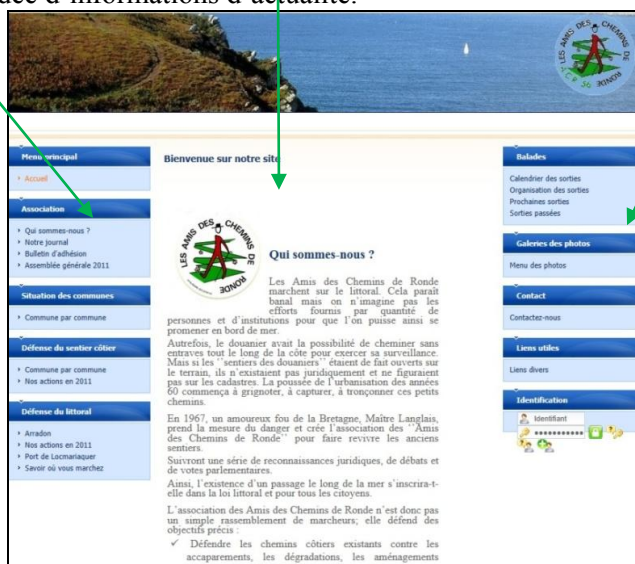 d'informations d'actualité.
LES AMIS DES CHEMINS DE RONDE
56
Menu principal
Accueil
Association
Qui sommes-nous ?
Notre journal
Bulletin d'adhésion
Assemblée générale 2011
Situation des communes
Commune par commune
Défense du sentier côtier
Commune par commune
Nos actions en 2011
Défense du littoral
Arradon
Nos actions en 2011
Port de Locmariaquer
Savoir où vous marchez
Bienvenue sur notre site
LES AMIS DES CHEMINS DE RONDE
Qui sommes-nous ?
Les Amis des Chemins de Ronde
marchent sur le littoral. Cela paraît
banal mais on n'imagine pas les
efforts fournis par quantité de
personnes et d'institutions pour que l'on puisse ainsi se
promener en bord de mer.
Autrefois, le douanier avait la possibilité de cheminer sans
entraves tout le long de la côte pour exercer sa surveillance.
Mais si les ``sentiers des douaniers´´ étaient de fait ouverts sur
le terrain, ils n'existaient pas juridiquement et ne figuraient
pas sur les cadastres. La poussée de l'urbanisation des années
60 commença à grignoter, à capturer, à tronçonner ces petits
chemins.
En 1967, un amoureux fou de la Bretagne, Maître Langlais,
prend la mesure du danger et crée l'association des ``Amis
des Chemins de Ronde´´ pour faire revivre les anciens
sentiers.
Suivront une série de reconnaissances juridiques, de débats et
de votes parlementaires.
Ainsi, l'existence d'un passage le long de la mer s'inscrira-t-
elle dans la loi littoral et pour tous les citoyens.
L'association des Amis des Chemins de Ronde n'est donc pas
un simple rassemblement de marcheurs; elle défend des
objectifs précis :
✓ Défendre les chemins côtiers existants contre les
accaparements, les dégradations, les aménagements
Balades
Calendrier des sorties
Organisation des sorties
Prochaines sorties
Sorties passées
Galeries des photos
Menu des photos
Contact
Contactez-nous
Liens utiles
Liens divers
Identification
Identifiant